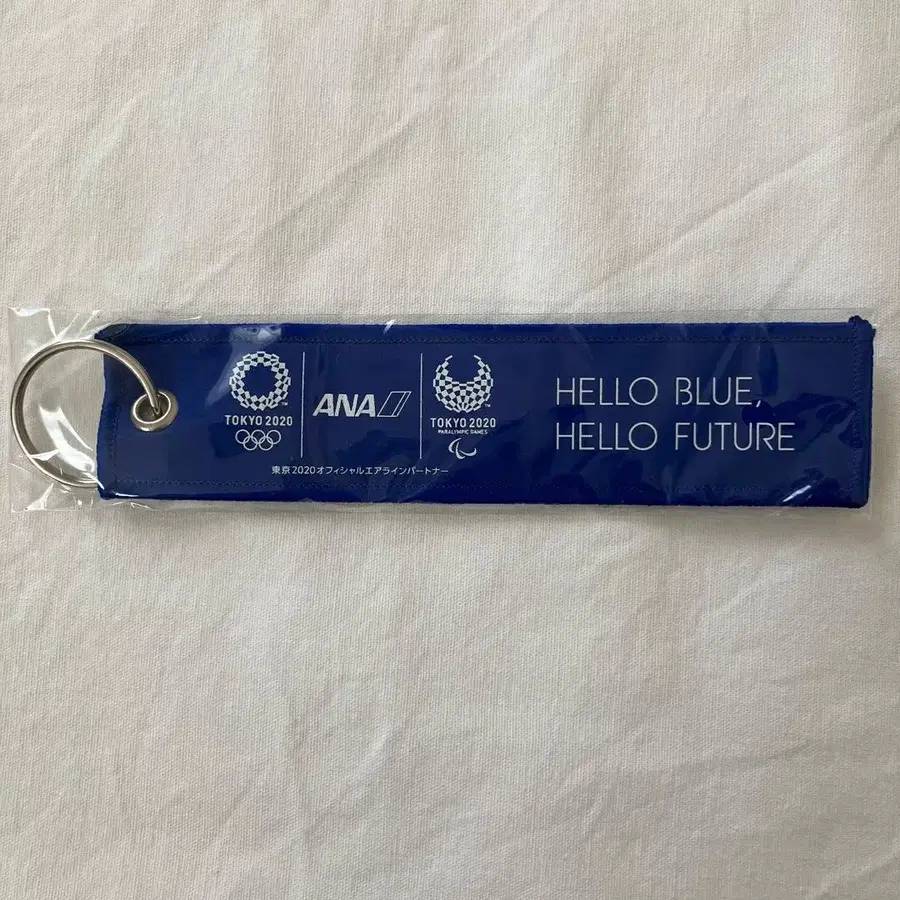 TOKYO 2020
ANA
TOKYO 2020
PARALYMPIC GAMES
東京2020オフィシャルエアラインパートナー
HELLO BLUE,
HELLO FUTURE